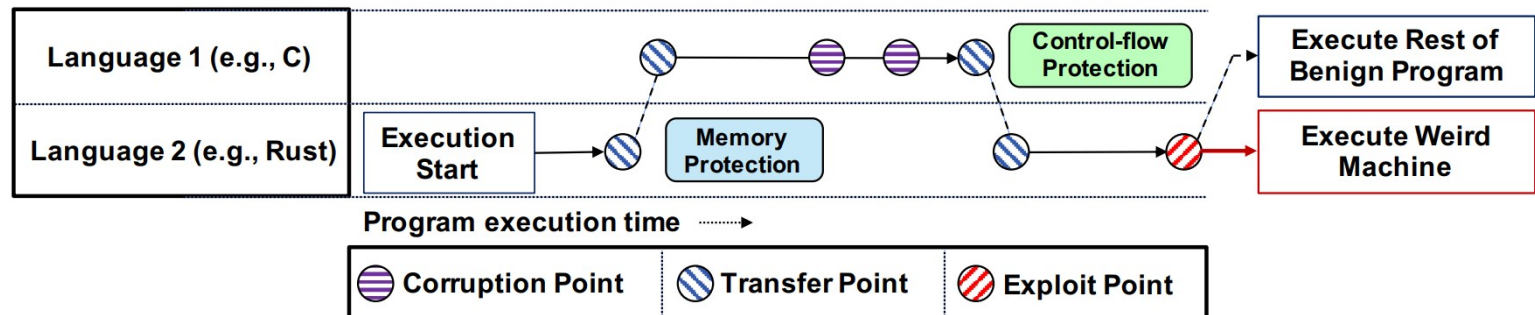 Language 1 (e.g., C)
Control-flow
Protection
Execute Rest of
Benign Program
Language 2 (e.g., Rust)
Execution
Start
Memory
Protection
Execute Weird
Machine
Program execution time
Corruption Point
Transfer Point
Exploit Point